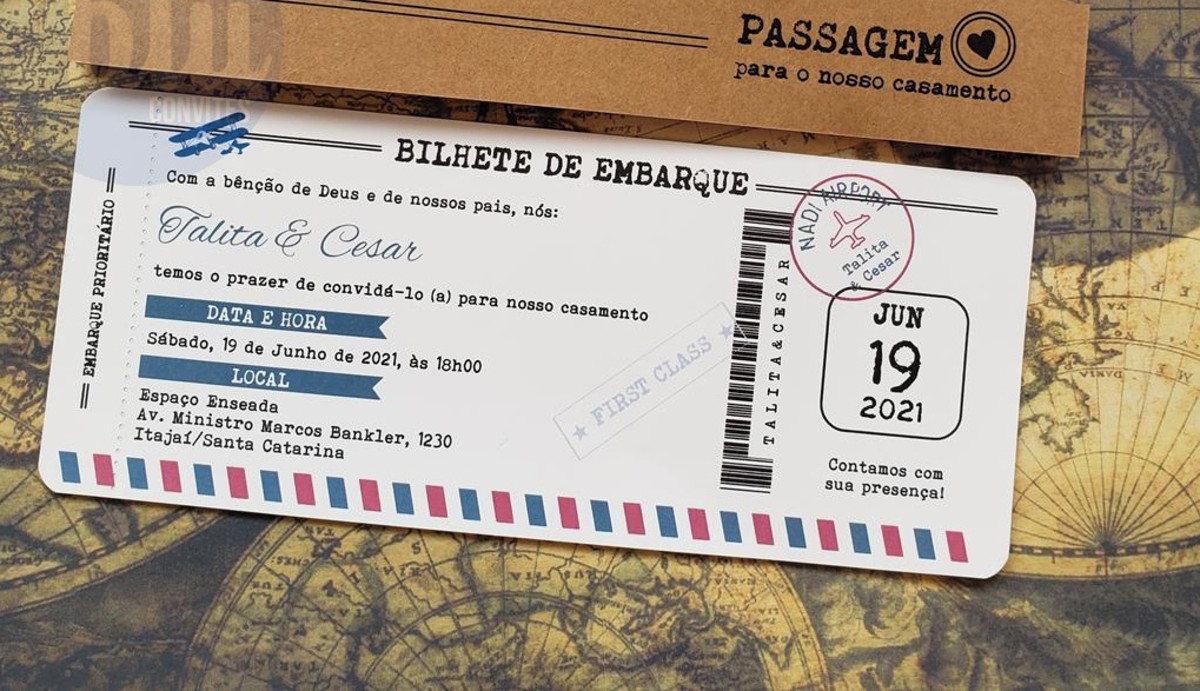 PASSAGEM
para o nosso casamento
CONVITES
BILHETE DE EMBARQUE
EMBARQUE PRIORITÁRIO
Com a bênção de Deus e de nossos pais, nós:
Talita & Cesar
temos o prazer de convidá-lo (a) para nosso casamento
DATA E HORA
Sábado, 19 de Junho de 2021, às 18h00
LOCAL
Espaço Enseada
Av. Ministro Marcos Bankler, 1230
Itajaí/Santa Catarina
FIRST CLASS
TALITA&CESAR
NADI AIRPORT
Talita
& Cesar
JUN
19
2021
Contamos com
sua presença!